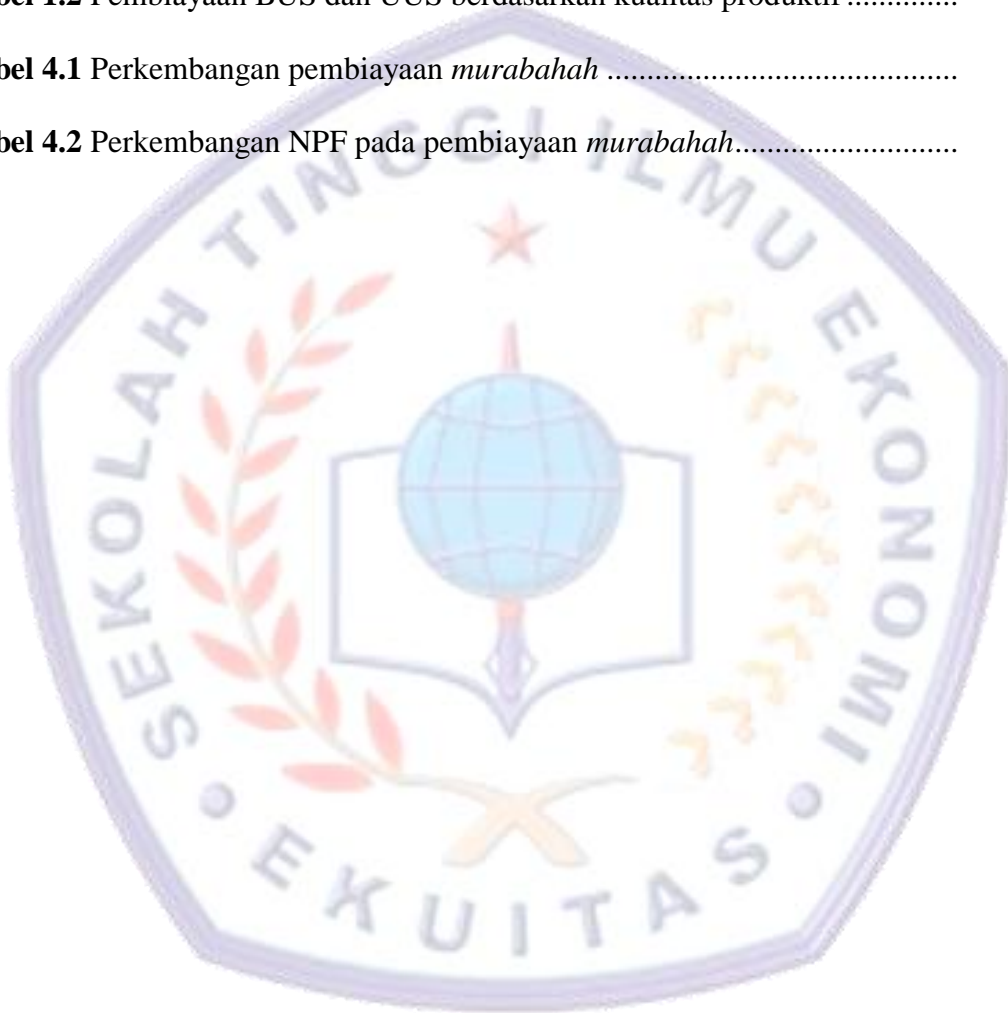 bel 1.2 Pembiayaan BUS dan UUS berdasarkan kualitas produktif ..............
bel 4.1 Perkembangan pembiayaan murabahah ............................................
bel 4.2 Perkembangan NPF pada pembiayaan murabahah............................
SEKOLAH TINGGI ILMU EKONOMI
EKUITAS